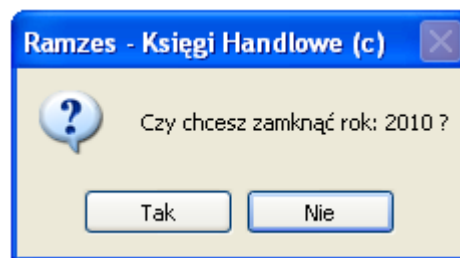 Ramzes - Księgi Handlowe (c)
Czy chcesz zamknąć rok: 2010 ?
Tak
Nie